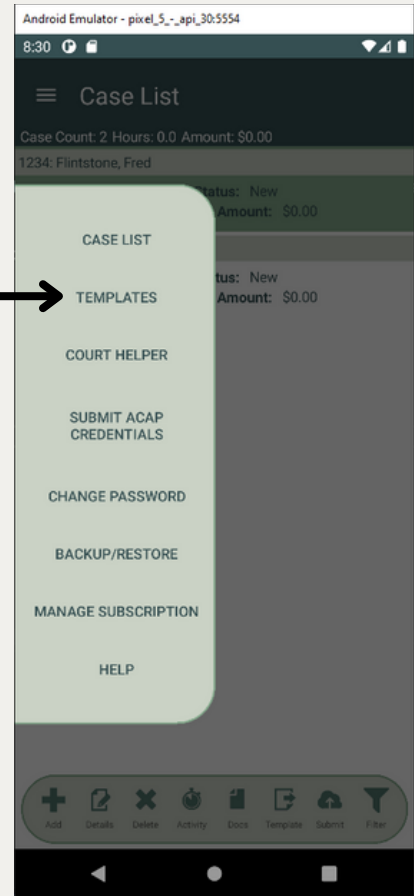 Android Emulator - pixel_5_-_api_30:5554
8:30
Case List
Case Count: 2 Hours: 0.0 Amount: $0.00
1234: Flintstone, Fred
Status: New
Amount: $0.00
CASE LIST
tus: New
TEMPLATES
Amount: $0.00
COURT HELPER
SUBMIT ACAP
CREDENTIALS
CHANGE PASSWORD
BACKUP/RESTORE
MANAGE SUBSCRIPTION
HELP
Add Details Delete Activity Docs Template Submit Filter